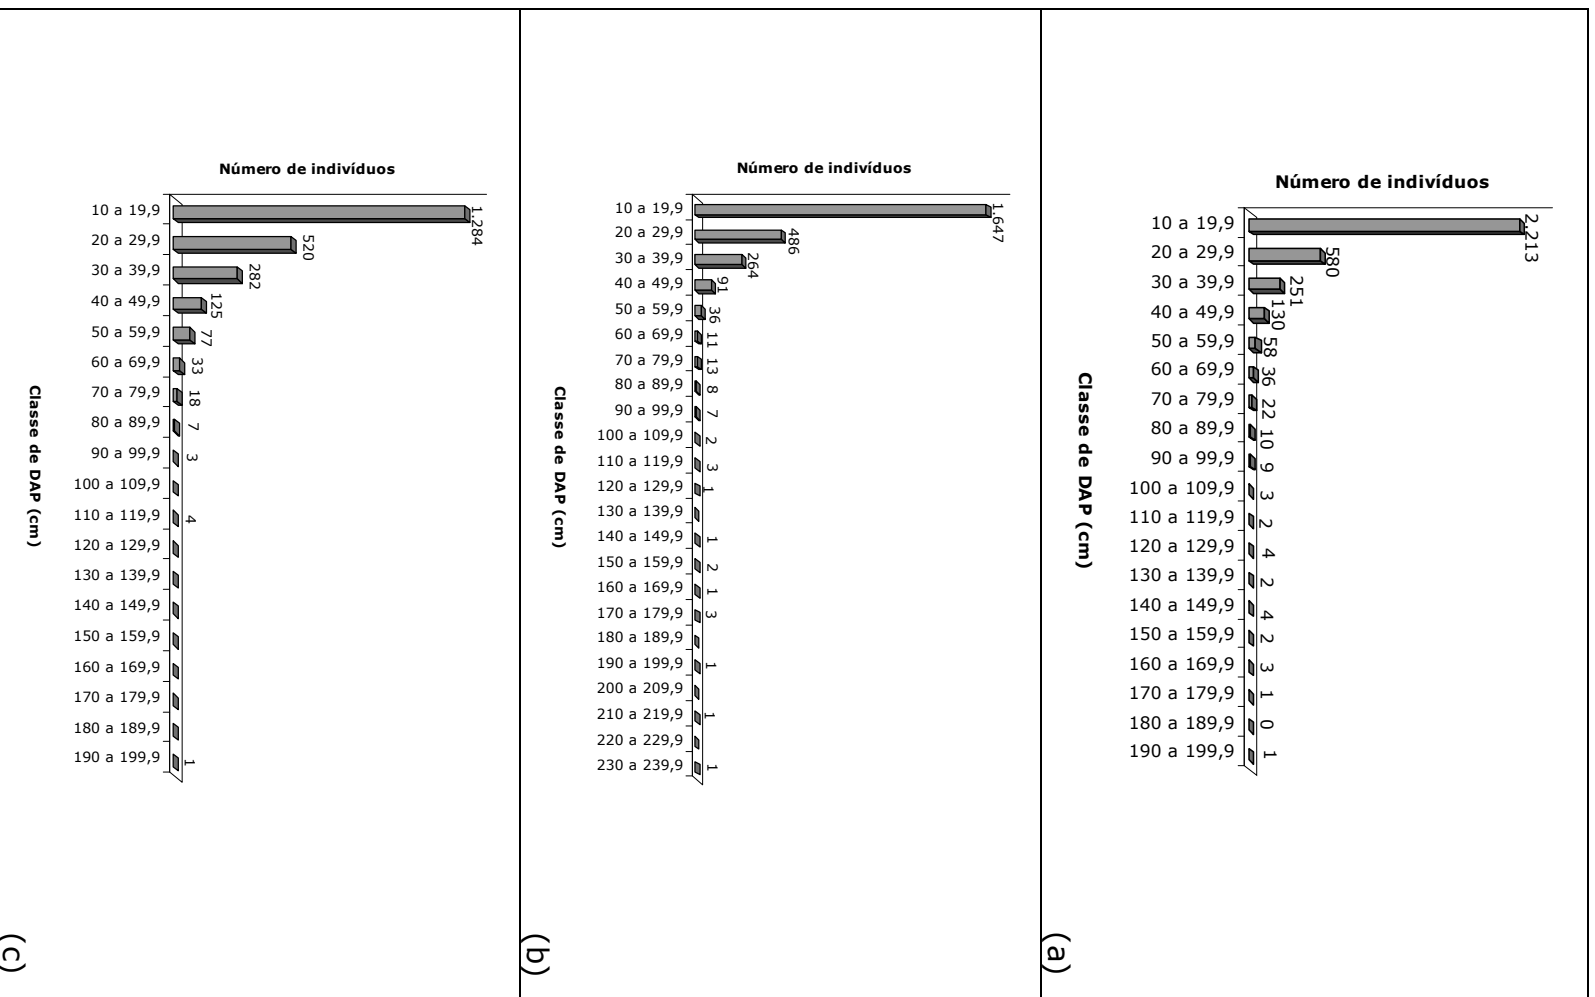 (a)
Número de indivíduos
2.213
580
251
130
58
36
22
10
9
3
2
4
2
4
2
3
1
0
1
10 a 19,9
20 a 29,9
30 a 39,9
40 a 49,9
50 a 59,9
60 a 69,9
70 a 79,9
80 a 89,9
90 a 99,9
100 a 109,9
110 a 119,9
120 a 129,9
130 a 139,9
140 a 149,9
150 a 159,9
160 a 169,9
170 a 179,9
180 a 189,9
190 a 199,9
Classe de DAP (cm)
(b)
Número de indivíduos
1.647
486
264
91
36
11
13
8
7
2
3
1
1
2
1
3
1
1
1
10 a 19,9
20 a 29,9
30 a 39,9
40 a 49,9
50 a 59,9
60 a 69,9
70 a 79,9
80 a 89,9
90 a 99,9
100 a 109,9
110 a 119,9
120 a 129,9
130 a 139,9
140 a 149,9
150 a 159,9
160 a 169,9
170 a 179,9
180 a 189,9
190 a 199,9
200 a 209,9
210 a 219,9
220 a 229,9
230 a 239,9
Classe de DAP (cm)
(c)
Número de indivíduos
1.284
520
282
125
77
33
18
7
3
4
1
10 a 19,9
20 a 29,9
30 a 39,9
40 a 49,9
50 a 59,9
60 a 69,9
70 a 79,9
80 a 89,9
90 a 99,9
100 a 109,9
110 a 119,9
120 a 129,9
130 a 139,9
140 a 149,9
150 a 159,9
160 a 169,9
170 a 179,9
180 a 189,9
190 a 199,9
Classe de DAP (cm)